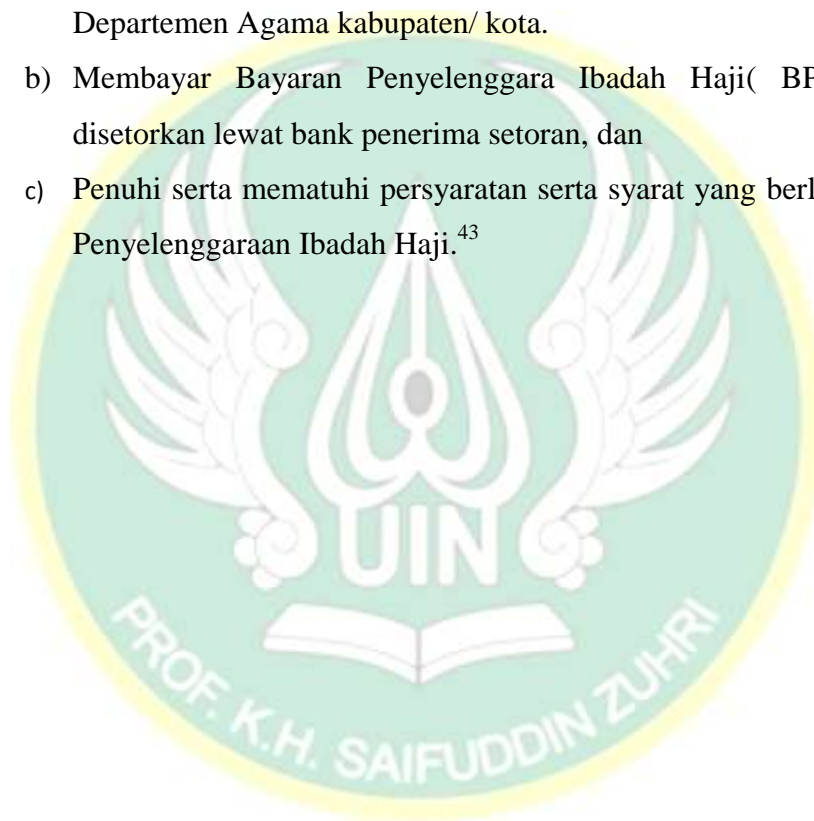 Departemen Agama kabupaten/ kota.
b) Membayar Bayaran Penyelenggara Ibadah Haji( BP
disetorkan lewat bank penerima setoran, dan
c) Penuhi serta mematuhi persyaratan serta syarat yang berl
Penyelenggaraan Ibadah Haji.43
UIN
PROF. K.H. SAIFUDDIN ZUHRI